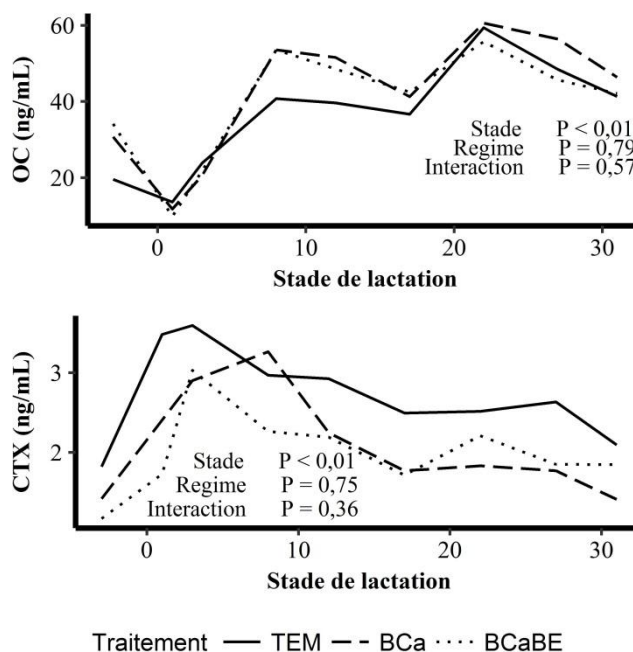 60
40
20
OC (ng/mL)
Stade P < 0,01
Regime P = 0,79
Interaction P = 0,57
0 10 20 30
Stade de lactation
3
2
CTX (ng/mL)
Stade P < 0,01
Regime P = 0,75
Interaction P = 0,36
0 10 20 30
Stade de lactation
Traitement TEM BCa BCaBE